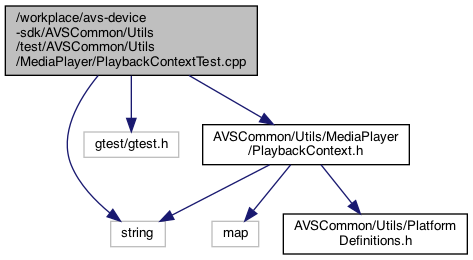 /workplace/avs-device
-sdk/AVSCommon/Utils
/test/AVSCommon/Utils
/MediaPlayer/PlaybackContextTest.cpp
gtest/gtest.h
AVSCommon/Utils/MediaPlayer
/PlaybackContext.h
string
map
AVSCommon/Utils/Platform
Definitions.h